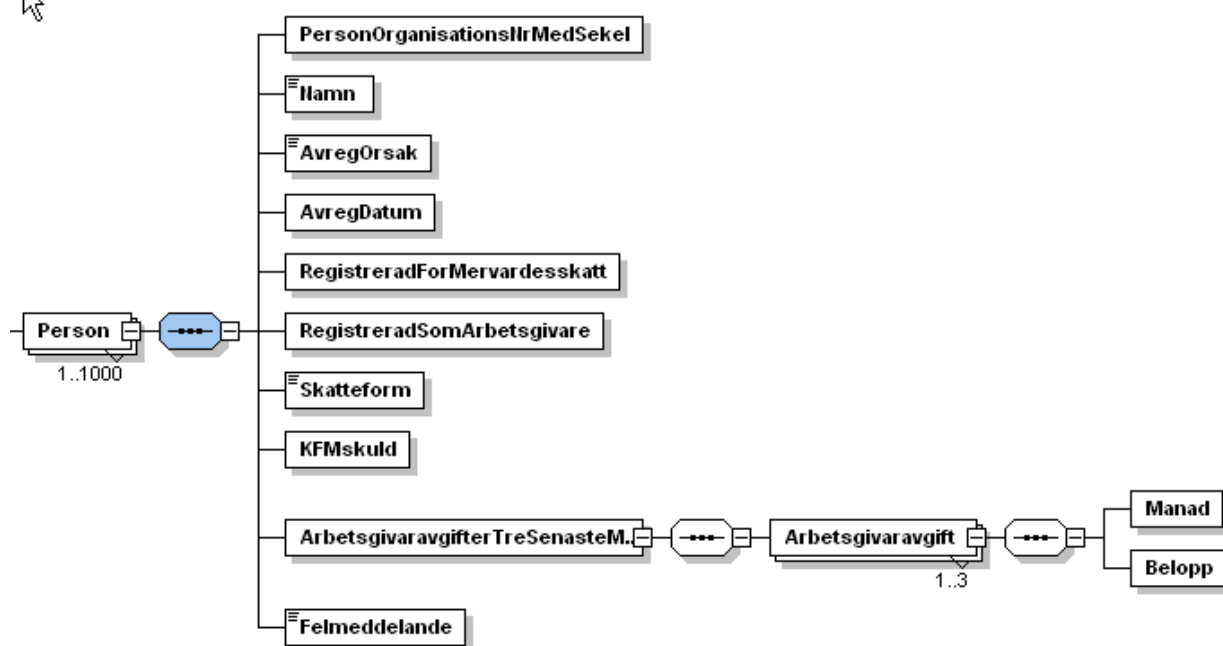 PersonOrganisationsNrMedSekel
Namn
AvregOrsak
AvregDatum
RegistreradForMervardesskatt
Person
RegistreradSomArbetsgivare
1..1000
Skatteform
KFMskuld
Manad
ArbetsgivaravgifterTreSenasteM..
Arbetsgivaravgift
1..3
Belopp
Felmeddelande